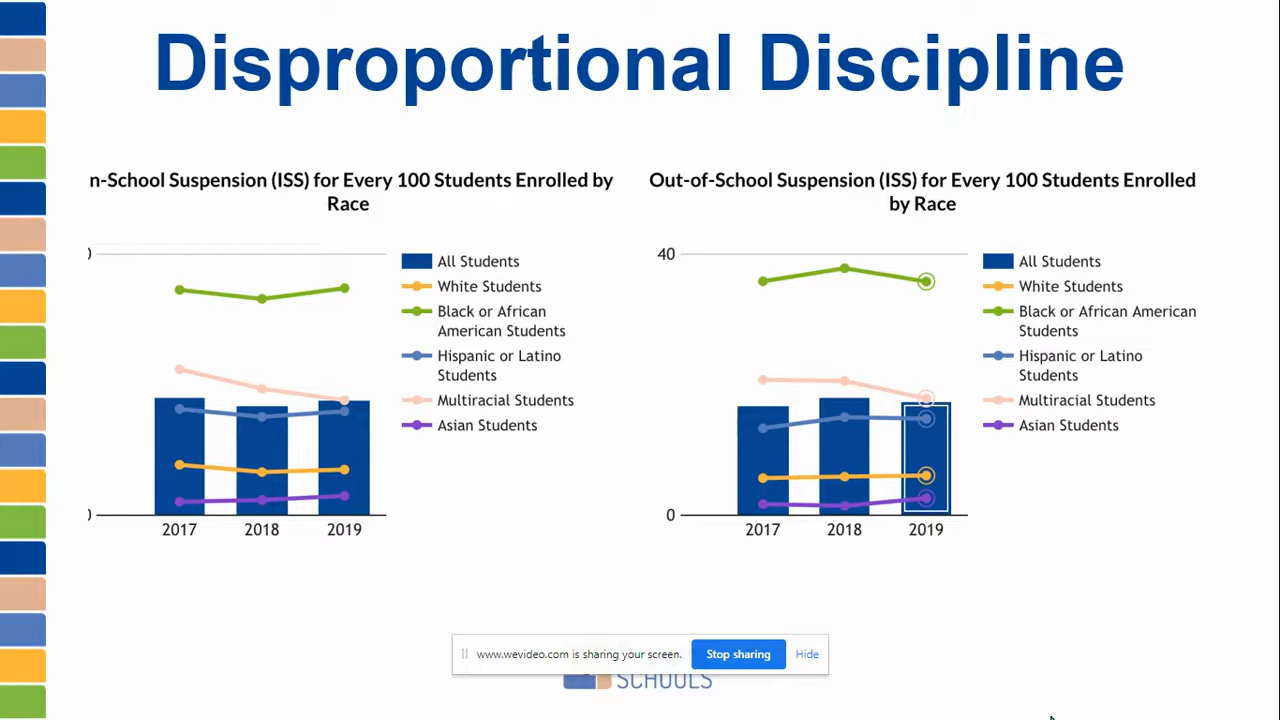 Disproportional Discipline
n-School Suspension (ISS) for Every 100 Students Enrolled by
Race
0
All Students
White Students
Black or African
American Students
Hispanic or Latino
Students
Multiracial Students
Asian Students
0
2017 2018 2019
Out-of-School Suspension (ISS) for Every 100 Students Enrolled
by Race
40
All Students
White Students
Black or African American
Students
Hispanic or Latino
Students
Multiracial Students
Asian Students
0
2017 2018 2019
www.wevideo.com is sharing your screen. Stop sharing Hide
SCHOOLS